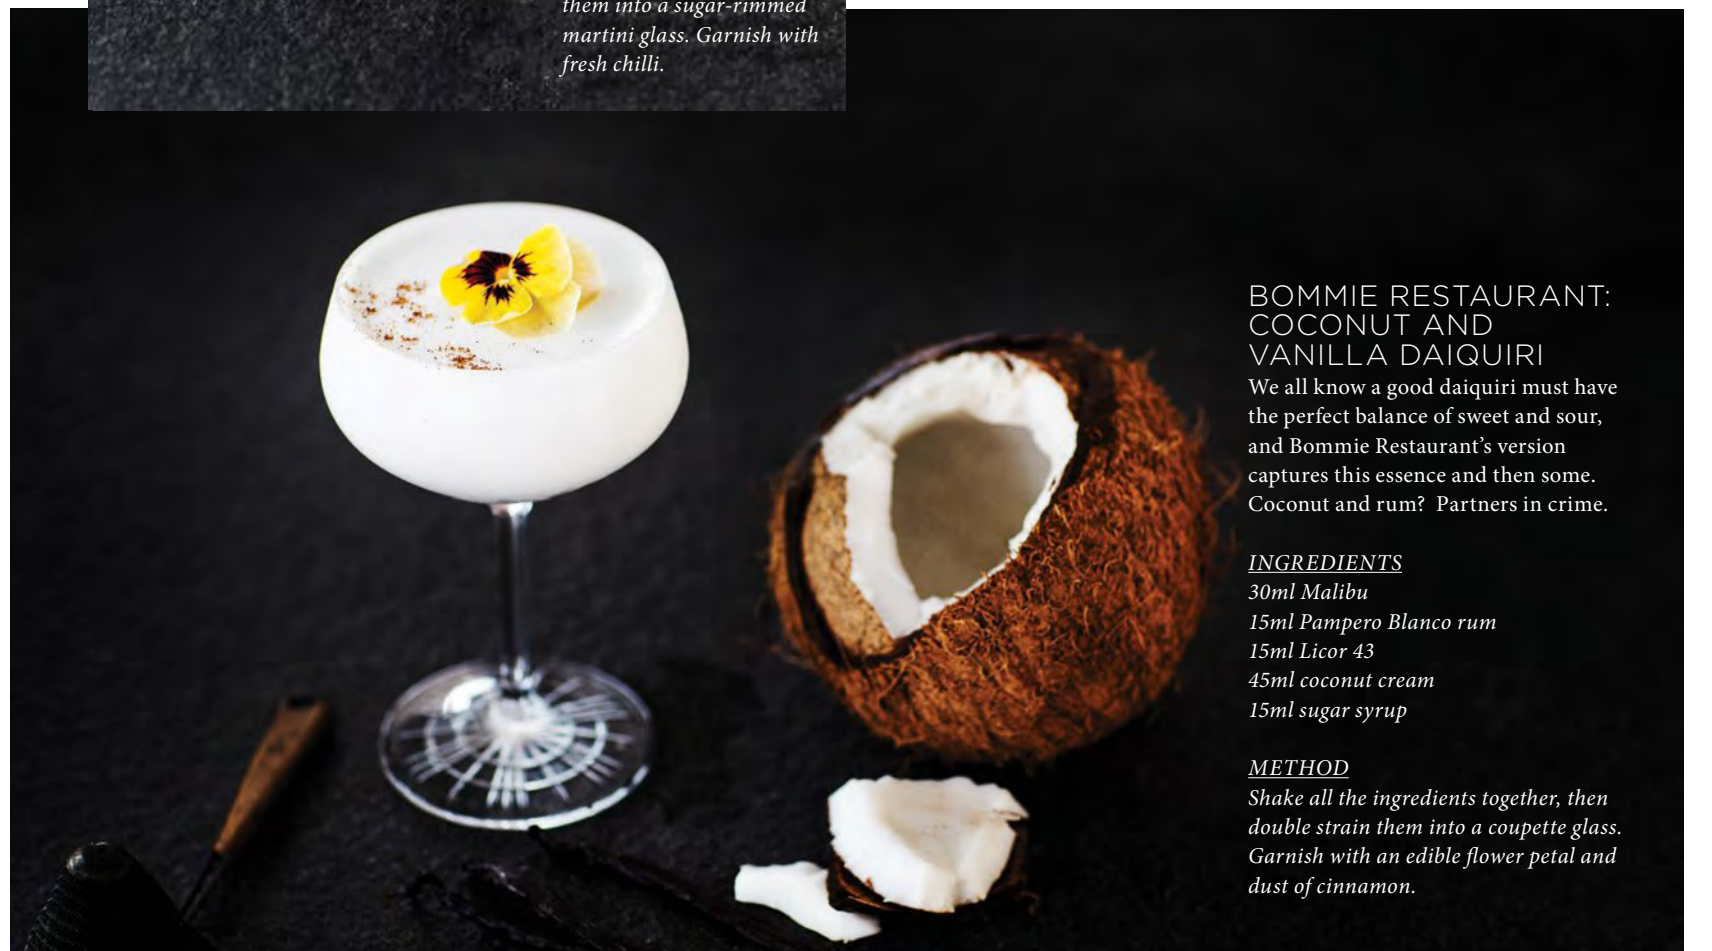 them into a sugar-rimmed
martini glass. Garnish with
fresh chilli.
BOMMIE RESTAURANT:
COCONUT AND
VANILLA DAIQUIRI
We all know a good daiquiri must have
the perfect balance of sweet and sour,
and Bommie Restaurant’s version
captures this essence and then some.
Coconut and rum?  Partners in crime.
INGREDIENTS
30ml Malibu
15ml Pampero Blanco rum
15ml Licor 43
45ml coconut cream
15ml sugar syrup
METHOD
Shake all the ingredients together, then
double strain them into a coupette glass.
Garnish with an edible flower petal and
dust of cinnamon.